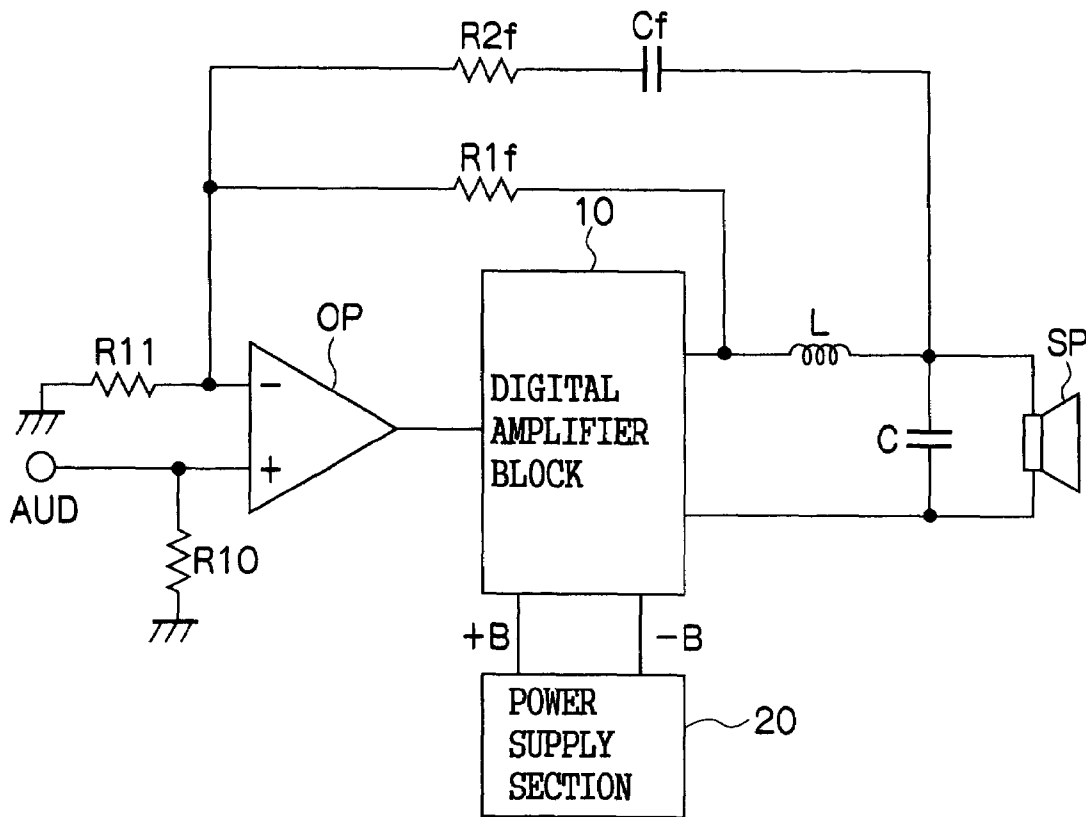 R2f
Cf
R1f
10
OP
R11
L
SP
DIGITAL
AMPLIFIER
BLOCK
C
AUD
R10
+B
-B
POWER
SUPPLY
SECTION
20
−
+